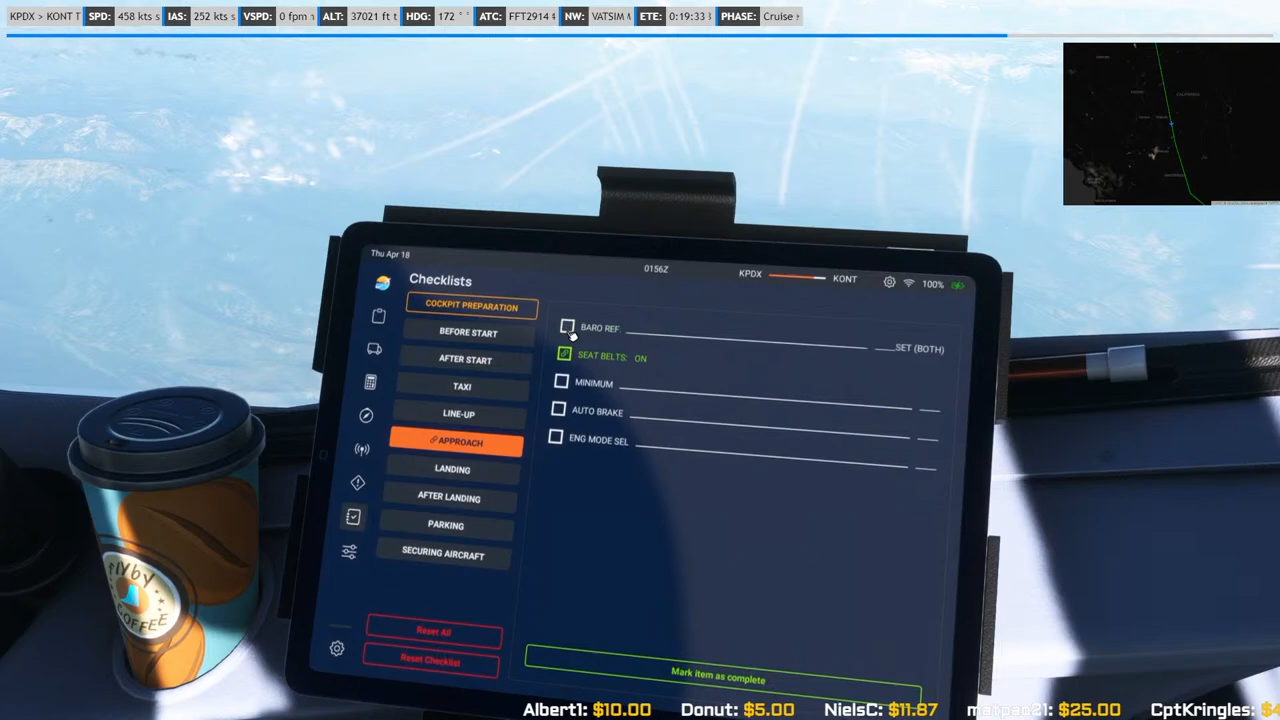 KPDX > KONT T SPD: 458 kts s IAS: 252 kts s VSPD: 0 fpm ALT: 37021 ft t HDG: 172 ° ATC: FFT2914 NW: VATSIM ETE: 0:19:33 PHASE: Cruise
Thu Apr 18
0156Z
KPDX
KONT
100%
Checklists
COCKPIT PREPARATION
BEFORE START
AFTER START
TAXI
LINE-UP
APPROACH
LANDING
AFTER LANDING
PARKING
SECURING AIRCRAFT
Reset All
Reset Checklist
BARO REF
SET (BOTH)
SEAT BELTS: ON
MINIMUM
AUTO BRAKE
ENG MODE SEL
Mark item as complete
FLYBY
COFFEE
Albert1: $10.00 Donut: $5.00 NielsC: $11.87 matpac21: $25.00 CptKringles: